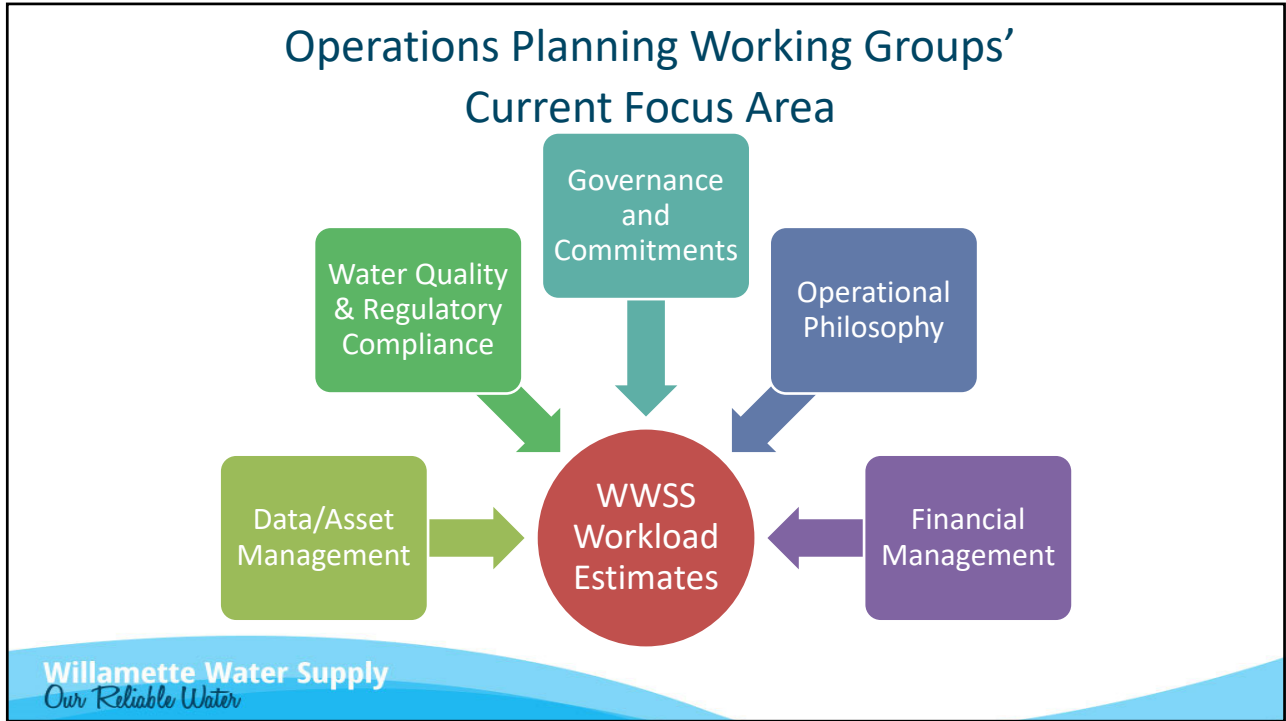 Operations Planning Working Groups’
Current Focus Area
Governance
and
Commitments
Water Quality
& Regulatory
Compliance
Operational
Philosophy
Data/Asset
Management
WWSS
Workload
Estimates
Financial
Management
Willamette Water Supply
Our Reliable Water